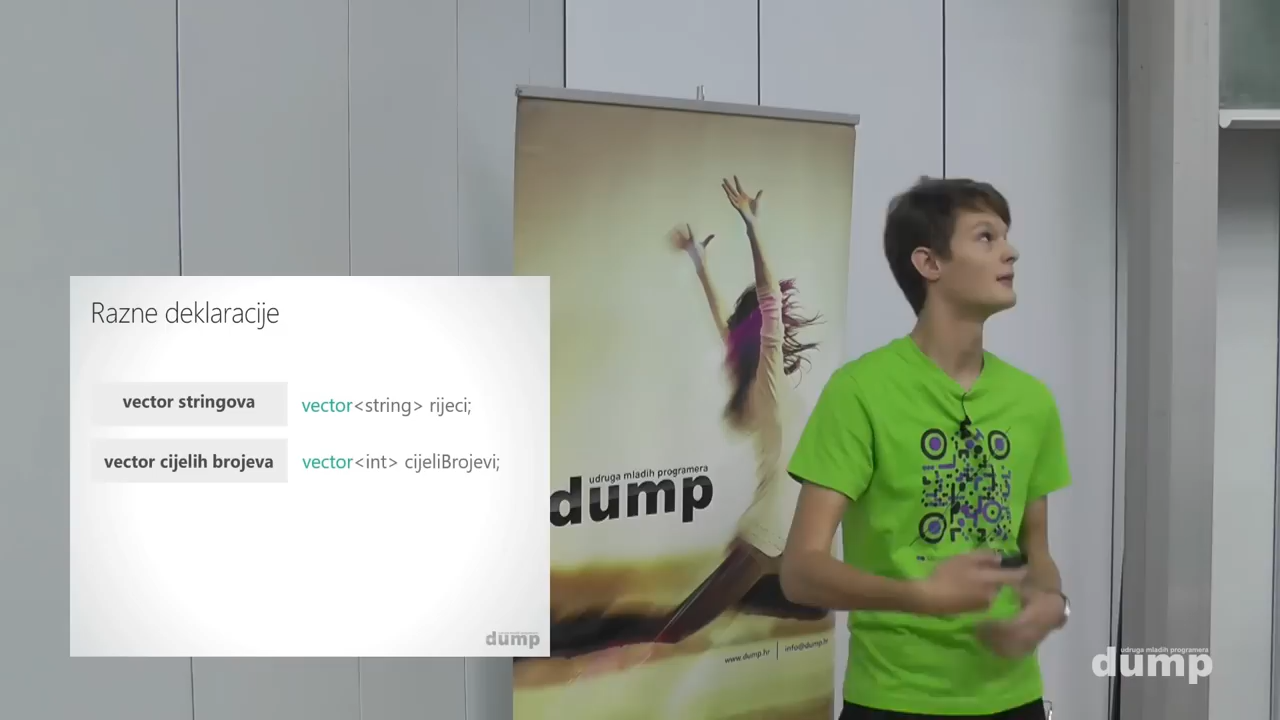 Razne deklaracije
vector stringova
vector<string> rijeci;
vector cijelih brojeva
vector<int> cijeliBrojevi;
dump
udruga mladih programera
dump
www.dump.hr | info@dump.hr
udruga mladih programera
dump